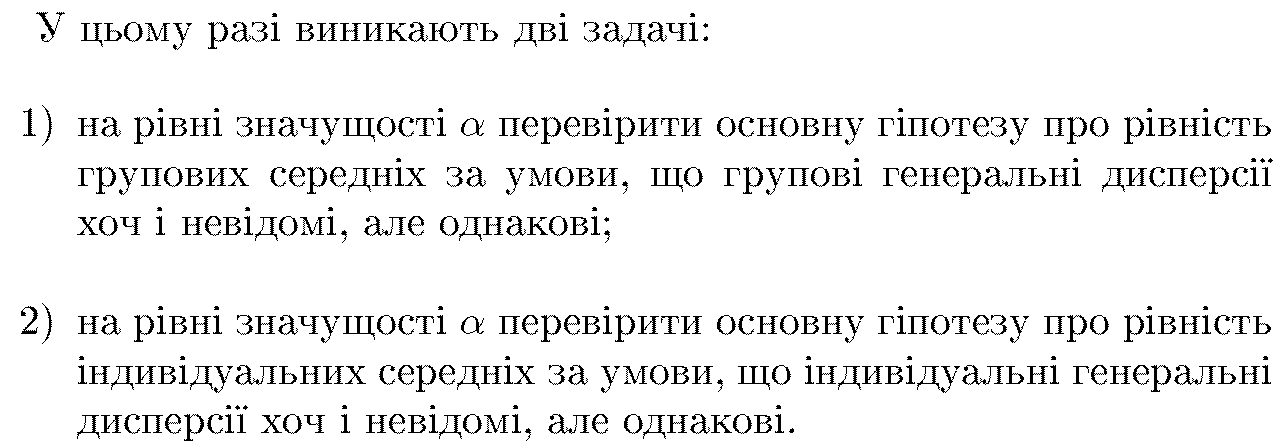 У цьому разі виникають дві задачі:
1) на рівні значущості α перевірити основну гіпотезу про рівність
групових середніх за умови, що групові генеральні дисперсії
хоч і невідомі, але однакові;
2) на рівні значущості α перевірити основну гіпотезу про рівність
індивідуальних середніх за умови, що індивідуальні генеральні
дисперсії хоч і невідомі, але однакові.